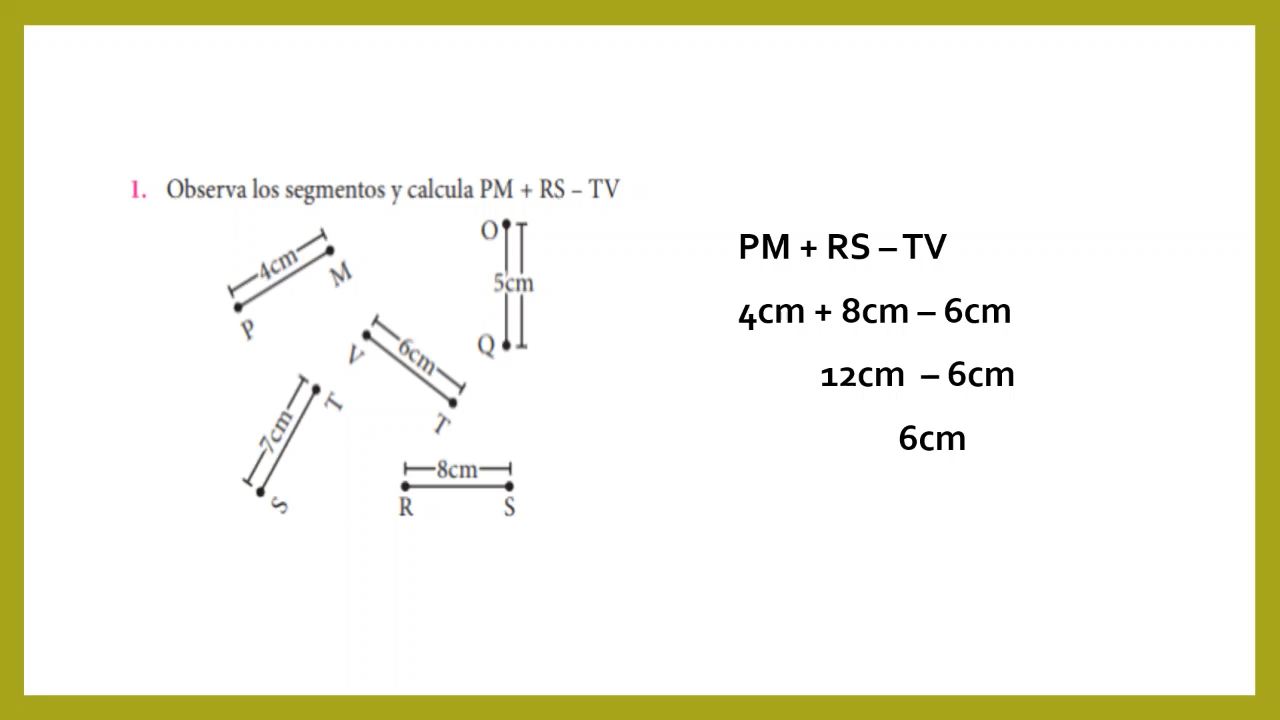 1. Observa los segmentos y calcula PM + RS – TV
4cm
M
P
O
5cm
Q
V
6cm
T
7cm
T
S
8cm
R S
PM + RS – TV
4cm + 8cm – 6cm
12cm – 6cm
6cm